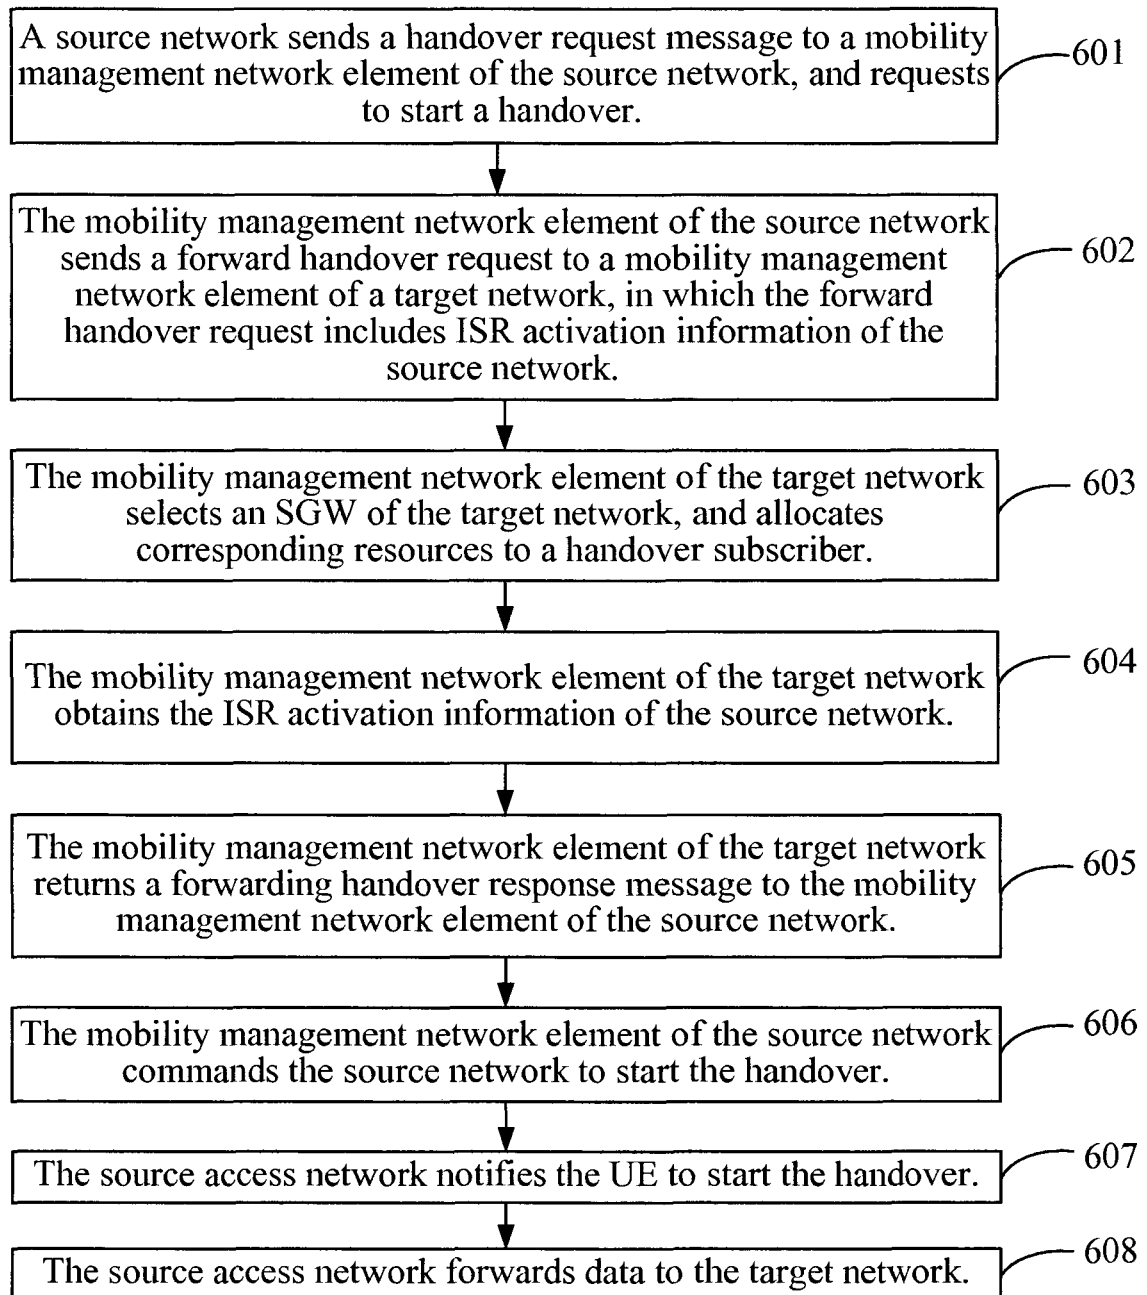 A source network sends a handover request message to a mobility
management network element of the source network, and requests
to start a handover.
601
The mobility management network element of the source network
sends a forward handover request to a mobility management
network element of a target network, in which the forward
handover request includes ISR activation information of the
source network.
602
The mobility management network element of the target network
selects an SGW of the target network, and allocates
corresponding resources to a handover subscriber.
603
The mobility management network element of the target network
obtains the ISR activation information of the source network.
604
The mobility management network element of the target network
returns a forwarding handover response message to the mobility
management network element of the source network.
605
The mobility management network element of the source network
commands the source network to start the handover.
606
The source access network notifies the UE to start the handover.
607
The source access network forwards data to the target network.
608